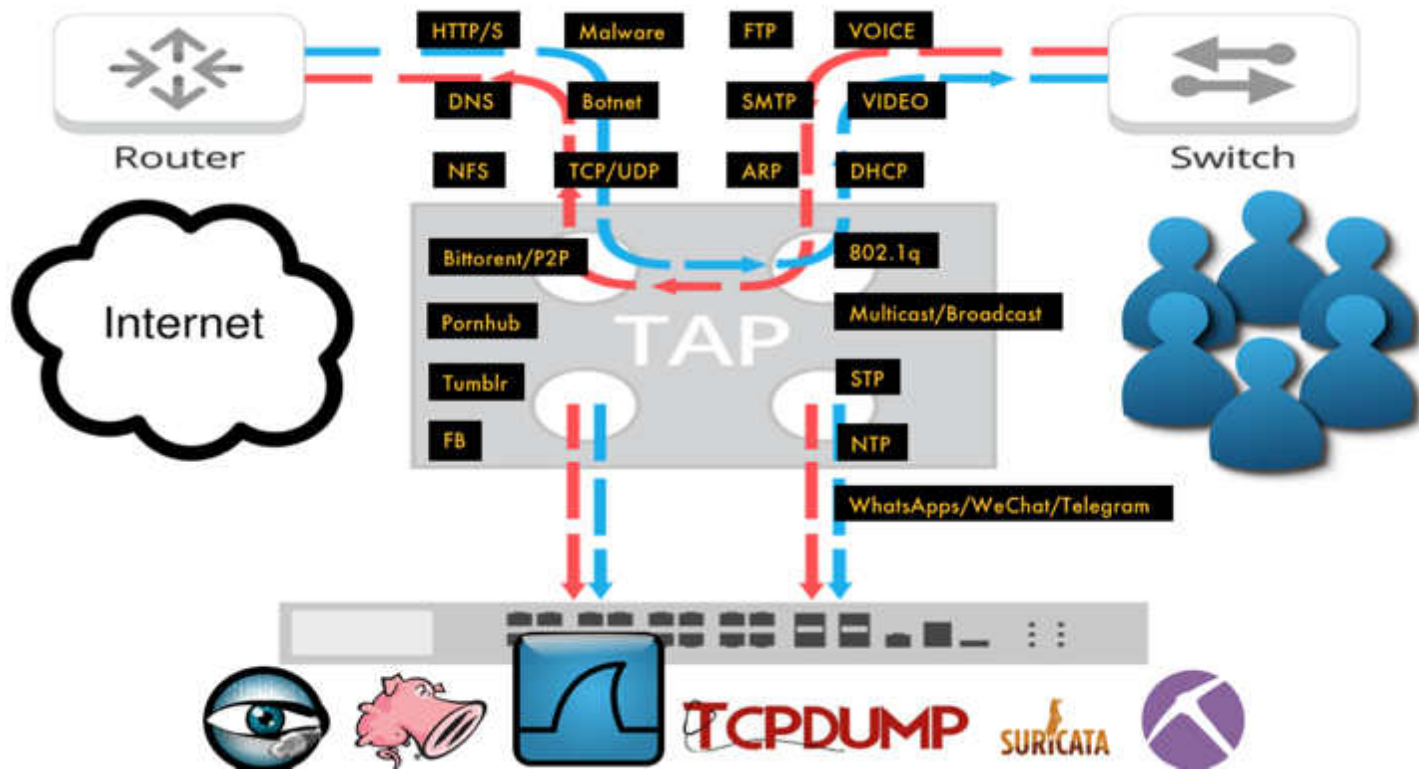 HTTP/S
Malware
FTP
VOICE
DNS
Botnet
SMTP
VIDEO
Router
Switch
NFS
TCP/UDP
ARP
DHCP
Bittorent/P2P
802.1q
Internet
Pornhub
TAP
Multicast/Broadcast
Tumblr
STP
FB
NTP
WhatsApps/WeChat/Telegram
TCPDUMP
SURICATA